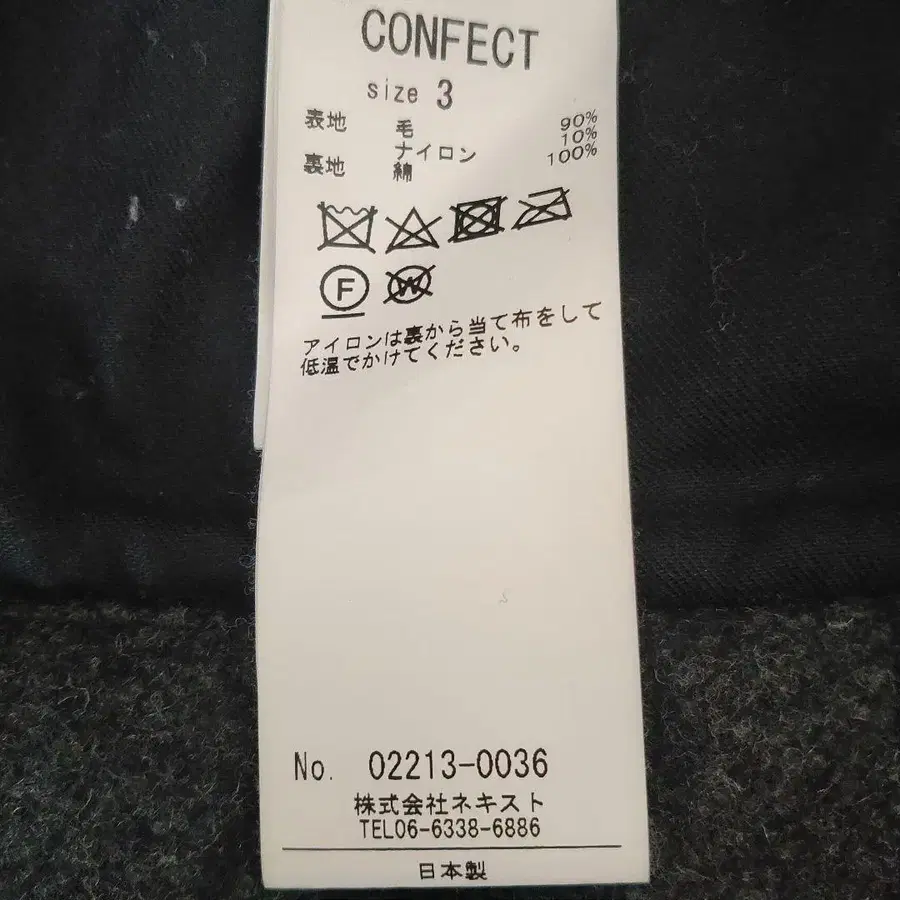 CONFECT
size 3
表地 毛 90%
ナイロン 10%
裏地 綿 100%
F W
アイロンは裏から当て布をして
低温でかけてください。
No. 02213-0036
株式会社ネキスト
TEL06-6338-6886
日本製